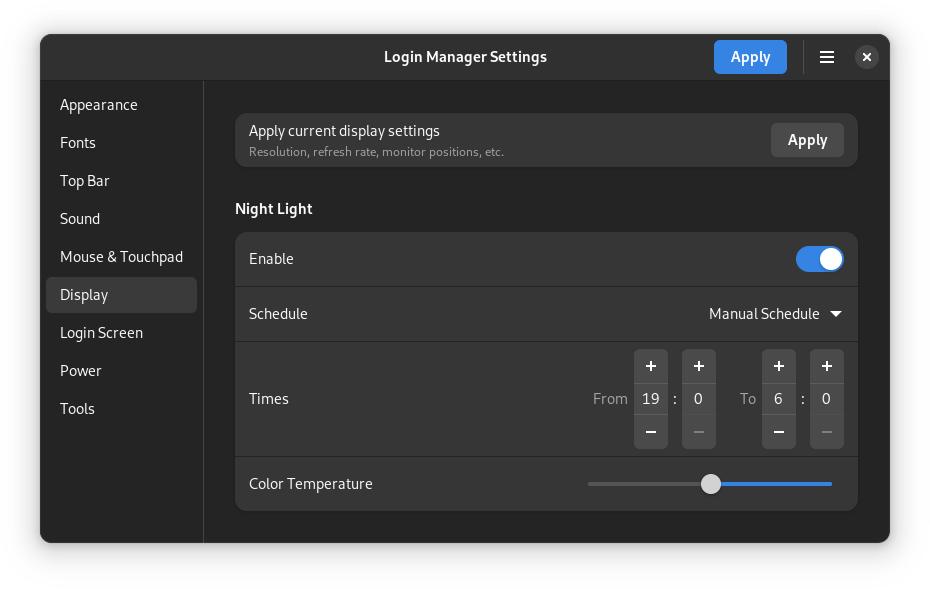 Login Manager Settings
Apply
Appearance
Fonts
Top Bar
Sound
Mouse & Touchpad
Display
Login Screen
Power
Tools
Apply current display settings
Resolution, refresh rate, monitor positions, etc.
Apply
Night Light
Enable
Schedule
Manual Schedule
Times
+ + + +
From 19 : 0 To 6 : 0
− − − −
Color Temperature